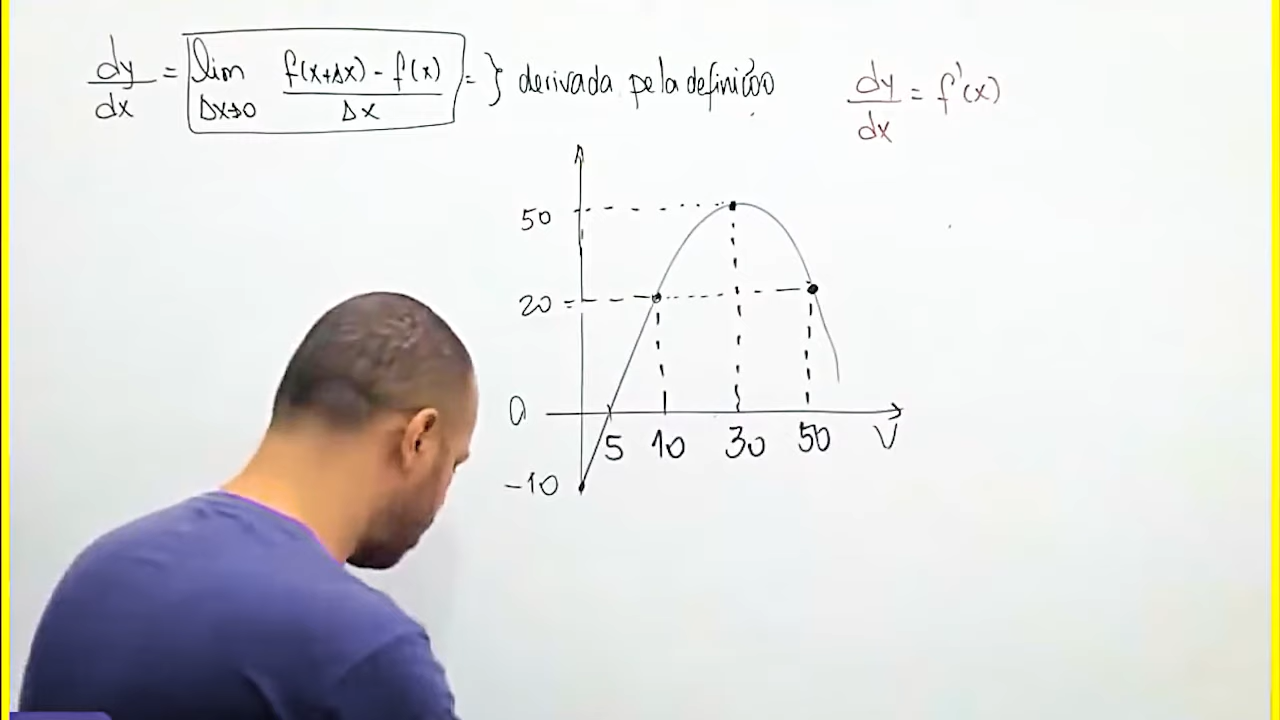 dy/dx = lim Δx→0 f(x+Δx) - f(x) / Δx = } derivada pela definição
dy/dx = f'(x)
50
20
0
5 10 30 50 V
-10